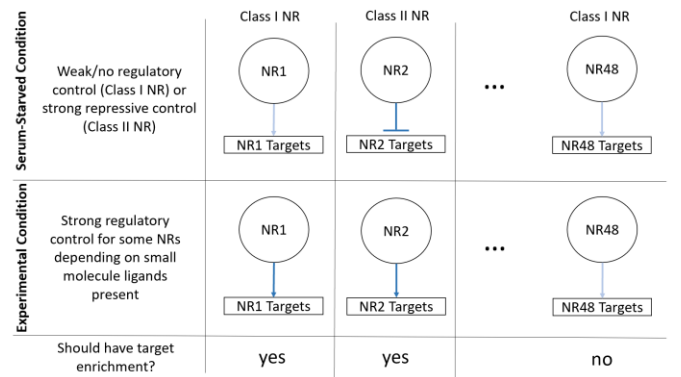 Class I NR
Class II NR
Class I NR
Serum-Starved Condition
Weak/no regulatory
control (Class I NR) or
strong repressive control
(Class II NR)
NR1
NR2
...
NR48
NR1 Targets
NR2 Targets
NR48 Targets
Experimental Condition
Strong regulatory
control for some NRs
depending on small
molecule ligands
present
NR1
NR2
...
NR48
NR1 Targets
NR2 Targets
NR48 Targets
Should have target
enrichment?
yes
yes
no